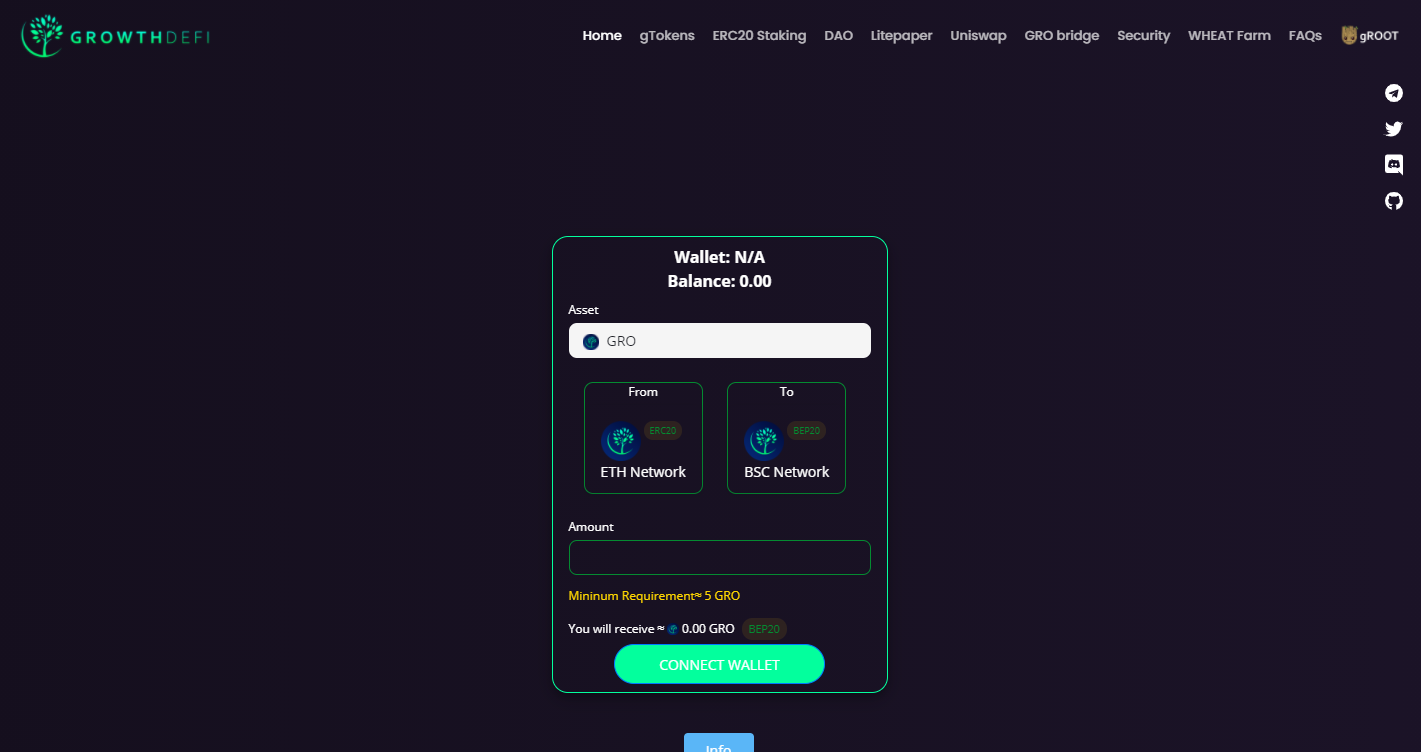 GROWTHDEFI
Home gTokens ERC20 Staking DAO Litepaper Uniswap GRO bridge Security WHEAT Farm FAQs gROOT
Wallet: N/A
Balance: 0.00
Asset
GRO
From To
ERC20 BEP20
ETH Network BSC Network
Amount
Mininum Requirement≈ 5 GRO
You will receive ≈ 0.00 GRO BEP20
CONNECT WALLET
Info